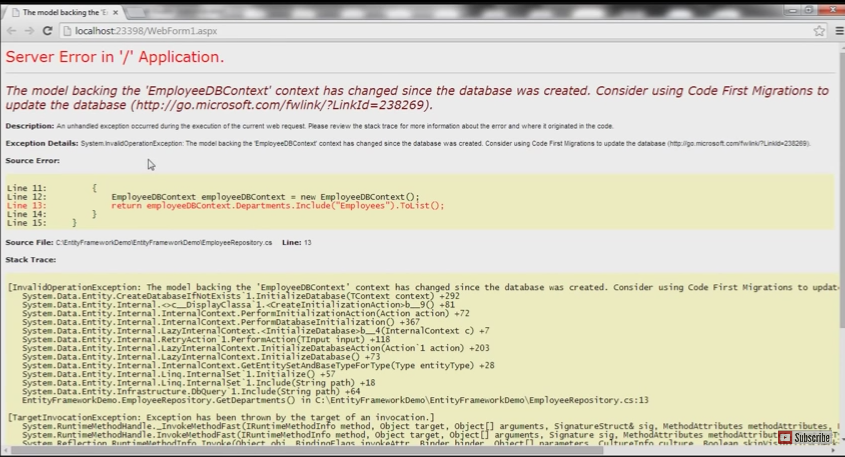 The model backing the 'E
localhost:23398/WebForm1.aspx
Server Error in '/' Application.
The model backing the 'EmployeeDBContext' context has changed since the database was created. Consider using Code First Migrations to
update the database (http://go.microsoft.com/fwlink/?LinkId=238269).
Description: An unhandled exception occurred during the execution of the current web request. Please review the stack trace for more information about the error and where it originated in the code.
Exception Details: System.InvalidOperationException: The model backing the 'EmployeeDBContext' context has changed since the database was created. Consider using Code First Migrations to update the database (http://go.microsoft.com/fwlink/?LinkId=238269).
Source Error:
Line 11: {
Line 12: EmployeeDBContext employeeDBContext = new EmployeeDBContext();
Line 13: return employeeDBContext.Departments.Include("Employees").ToList();
Line 14: }
Line 15: }
Source File: C:\EntityFrameworkDemo\EntityFrameworkDemo\EmployeeRepository.cs Line: 13
Stack Trace:
[InvalidOperationException: The model backing the 'EmployeeDBContext' context has changed since the database was created. Consider using Code First Migrations to updat
System.Data.Entity.CreateDatabaseIfNotExists`1.InitializeDatabase(TContext context) +292
System.Data.Entity.Internal.<>c__DisplayClassa`1.<CreateInitializationAction>b__9() +81
System.Data.Entity.Internal.InternalContext.PerformInitializationAction(Action action) +72
System.Data.Entity.Internal.InternalContext.PerformDatabaseInitialization() +367
System.Data.Entity.Internal.LazyInternalContext.<InitializeDatabase>b__4(InternalContext c) +7
System.Data.Entity.Internal.RetryAction`1.PerformAction(TInput input) +118
System.Data.Entity.Internal.LazyInternalContext.InitializeDatabaseAction(Action`1 action) +203
System.Data.Entity.Internal.LazyInternalContext.InitializeDatabase() +73
System.Data.Entity.Internal.InternalContext.GetEntitySetAndBaseTypeForType(Type entityType) +28
System.Data.Entity.Internal.Linq.InternalSet`1.Initialize() +57
System.Data.Entity.Internal.Linq.InternalSet`1.Include(String path) +18
System.Data.Entity.Infrastructure.DbQuery`1.Include(String path) +64
EntityFrameworkDemo.EmployeeRepository.GetDepartments() in C:\EntityFrameworkDemo\EntityFrameworkDemo\EmployeeRepository.cs:13
[TargetInvocationException: Exception has been thrown by the target of an invocation.]
System.RuntimeMethodHandle._InvokeMethodFast(IRuntimeMethodInfo method, Object target, Object[] arguments, SignatureStruct& sig, MethodAttributes methodAttributes, R
System.RuntimeMethodHandle.InvokeMethodFast(IRuntimeMethodInfo method, Object target, Object[] arguments, Signature sig, MethodAttributes methodAttribut
Subscribe
System.Reflection.RuntimeMethodInfo.Invoke(Object obj, BindingFlags invokeAttr, Binder binder, Object[] parameters, CultureInfo culture, Boolean skipVisi